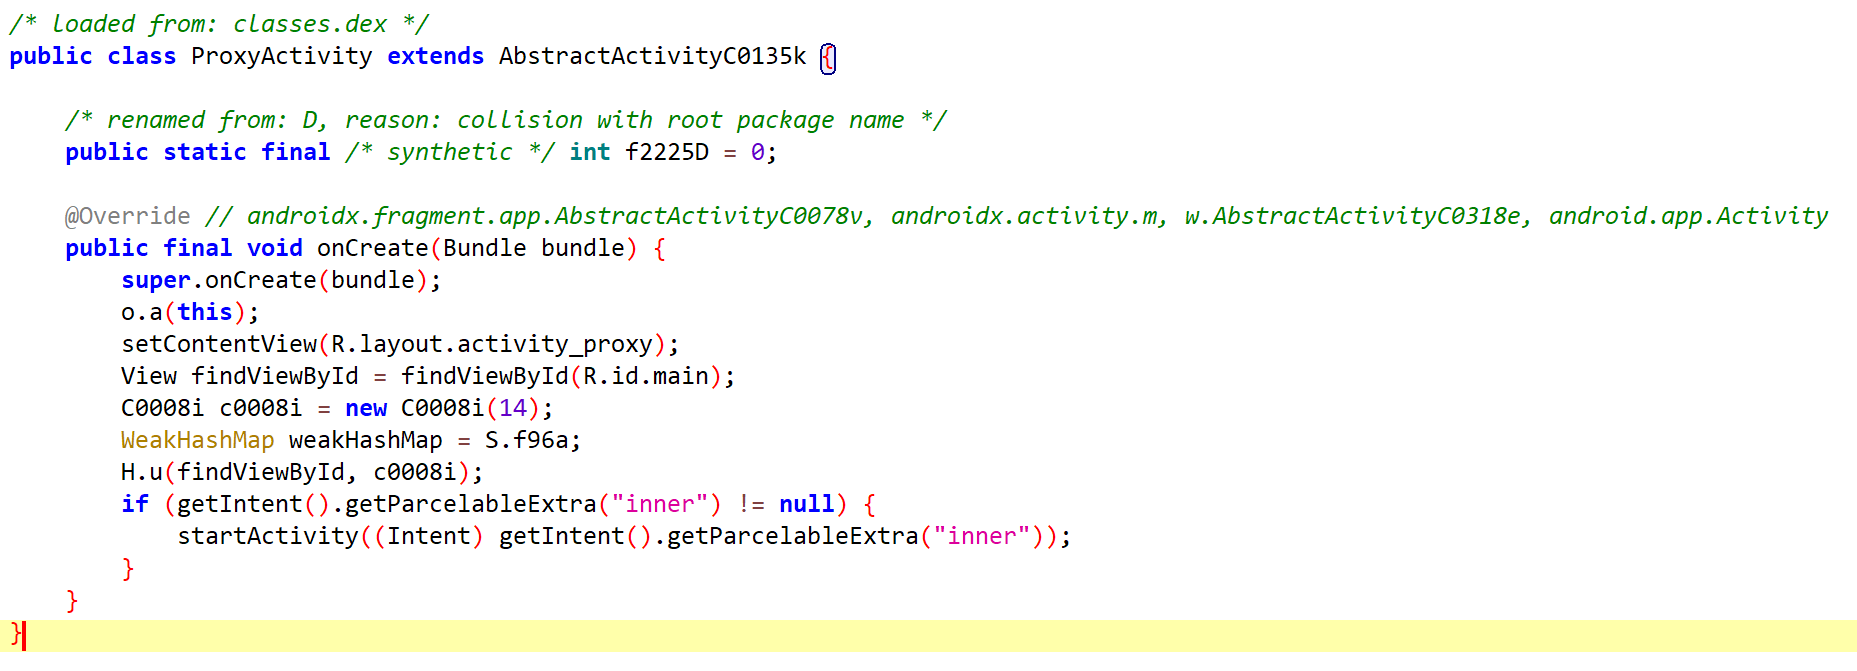 /* loaded from: classes.dex */
public class ProxyActivity extends AbstractActivityC0135k {
/* renamed from: D, reason: collision with root package name */
public static final /* synthetic */ int f2225D = 0;
@Override // androidx.fragment.app.AbstractActivityC0078v, androidx.activity.m, w.AbstractActivityC0318e, android.app.Activity
public final void onCreate(Bundle bundle) {
super.onCreate(bundle);
o.a(this);
setContentView(R.layout.activity_proxy);
View findViewById = findViewById(R.id.main);
C0008i c0008i = new C0008i(14);
WeakHashMap weakHashMap = S.f96a;
H.u(findViewById, c0008i);
if (getIntent().getParcelableExtra("inner") != null) {
startActivity((Intent) getIntent().getParcelableExtra("inner"));
}
}
}